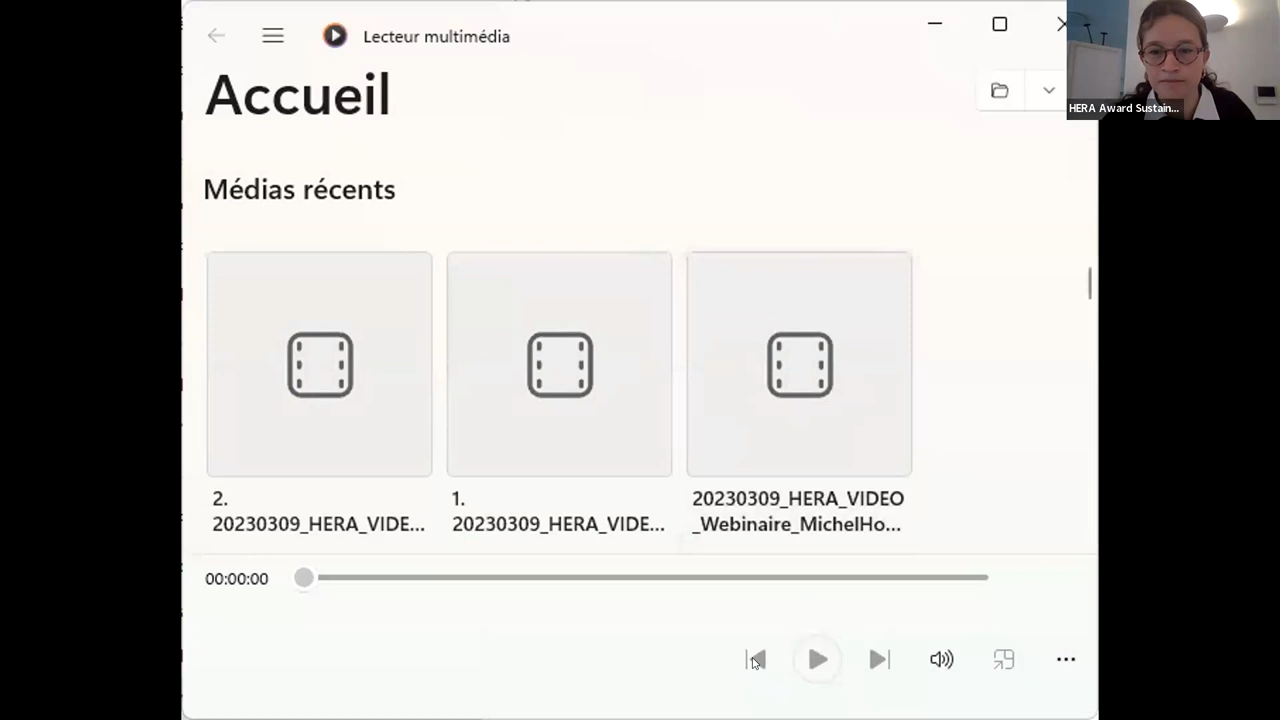 Lecteur multimédia
Accueil
HERA Award Sustain...
Médias récents
2.
20230309_HERA_VIDE...
1.
20230309_HERA_VIDE...
20230309_HERA_VIDEO
_Webinaire_MichelHo...
00:00:00